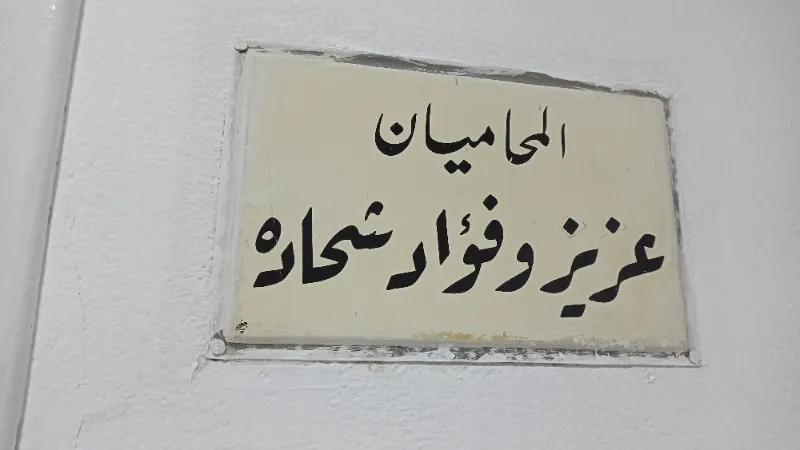 المحاميان
عزيز وفؤاد شحاده